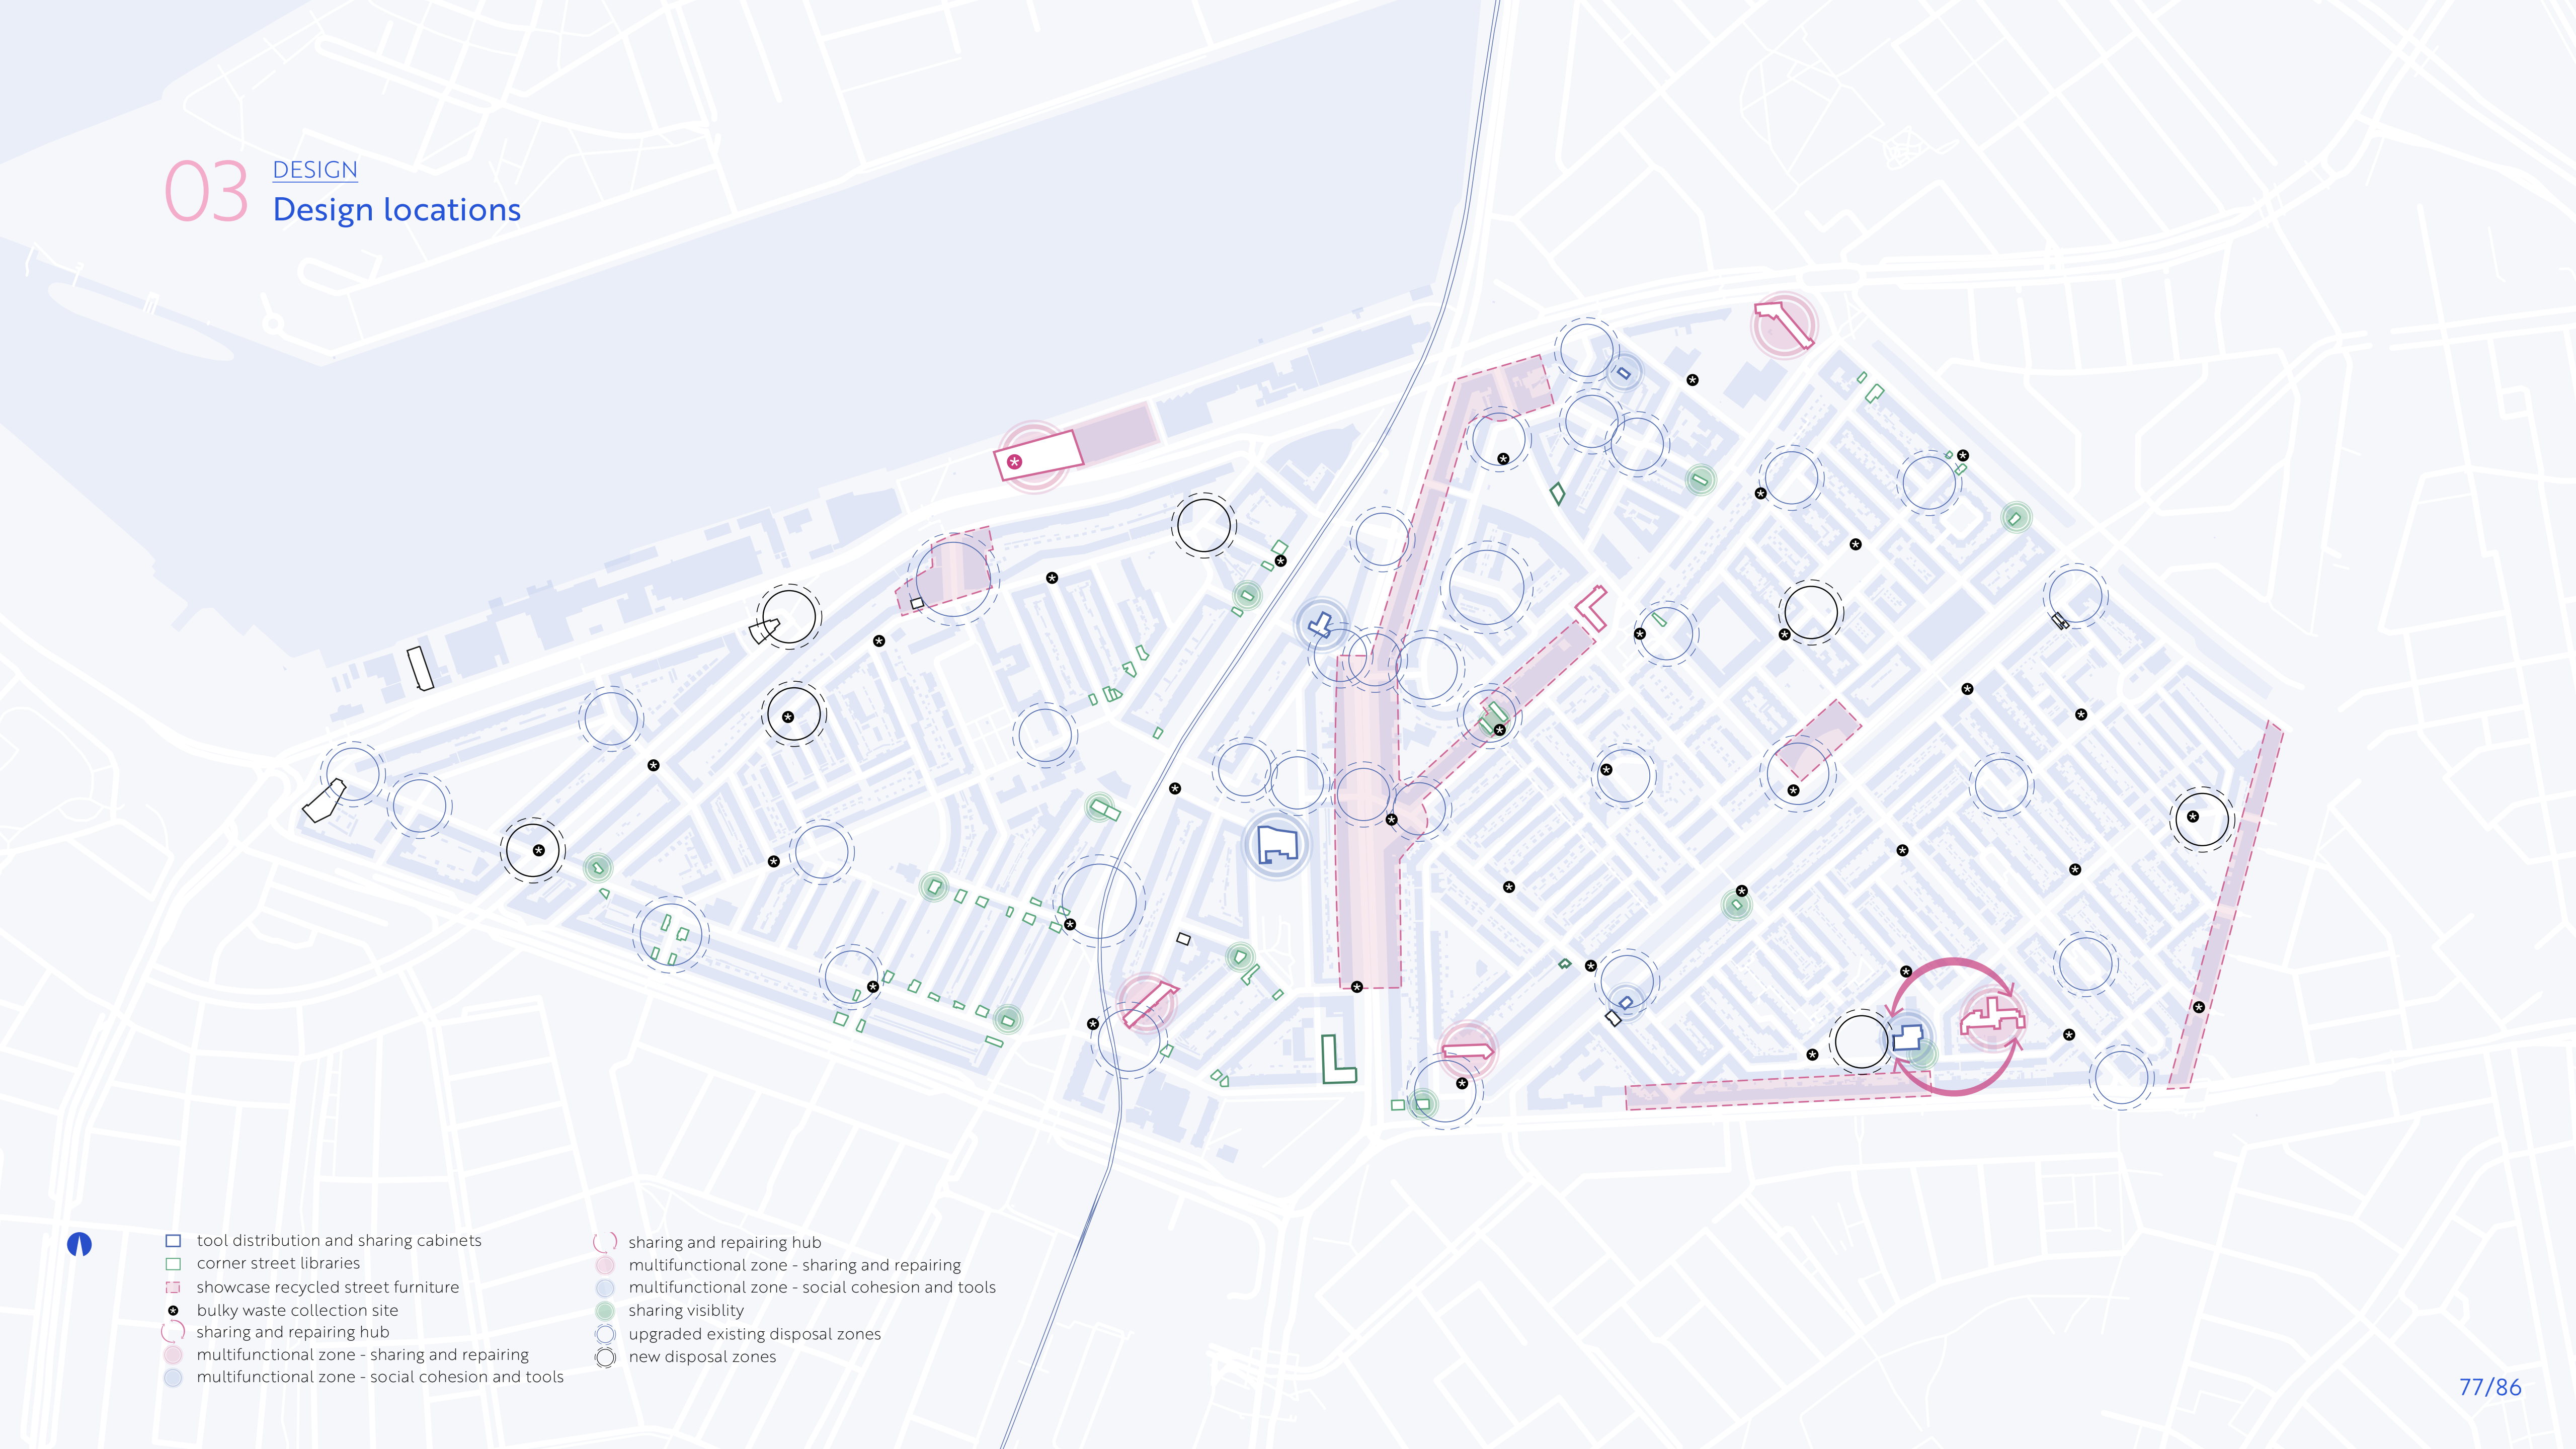 03
DESIGN
Design locations
tool distribution and sharing cabinets
corner street libraries
showcase recycled street furniture
bulky waste collection site
sharing and repairing hub
multifunctional zone - sharing and repairing
multifunctional zone - social cohesion and tools
sharing and repairing hub
multifunctional zone - sharing and repairing
multifunctional zone - social cohesion and tools
sharing visiblity
upgraded existing disposal zones
new disposal zones
77/86